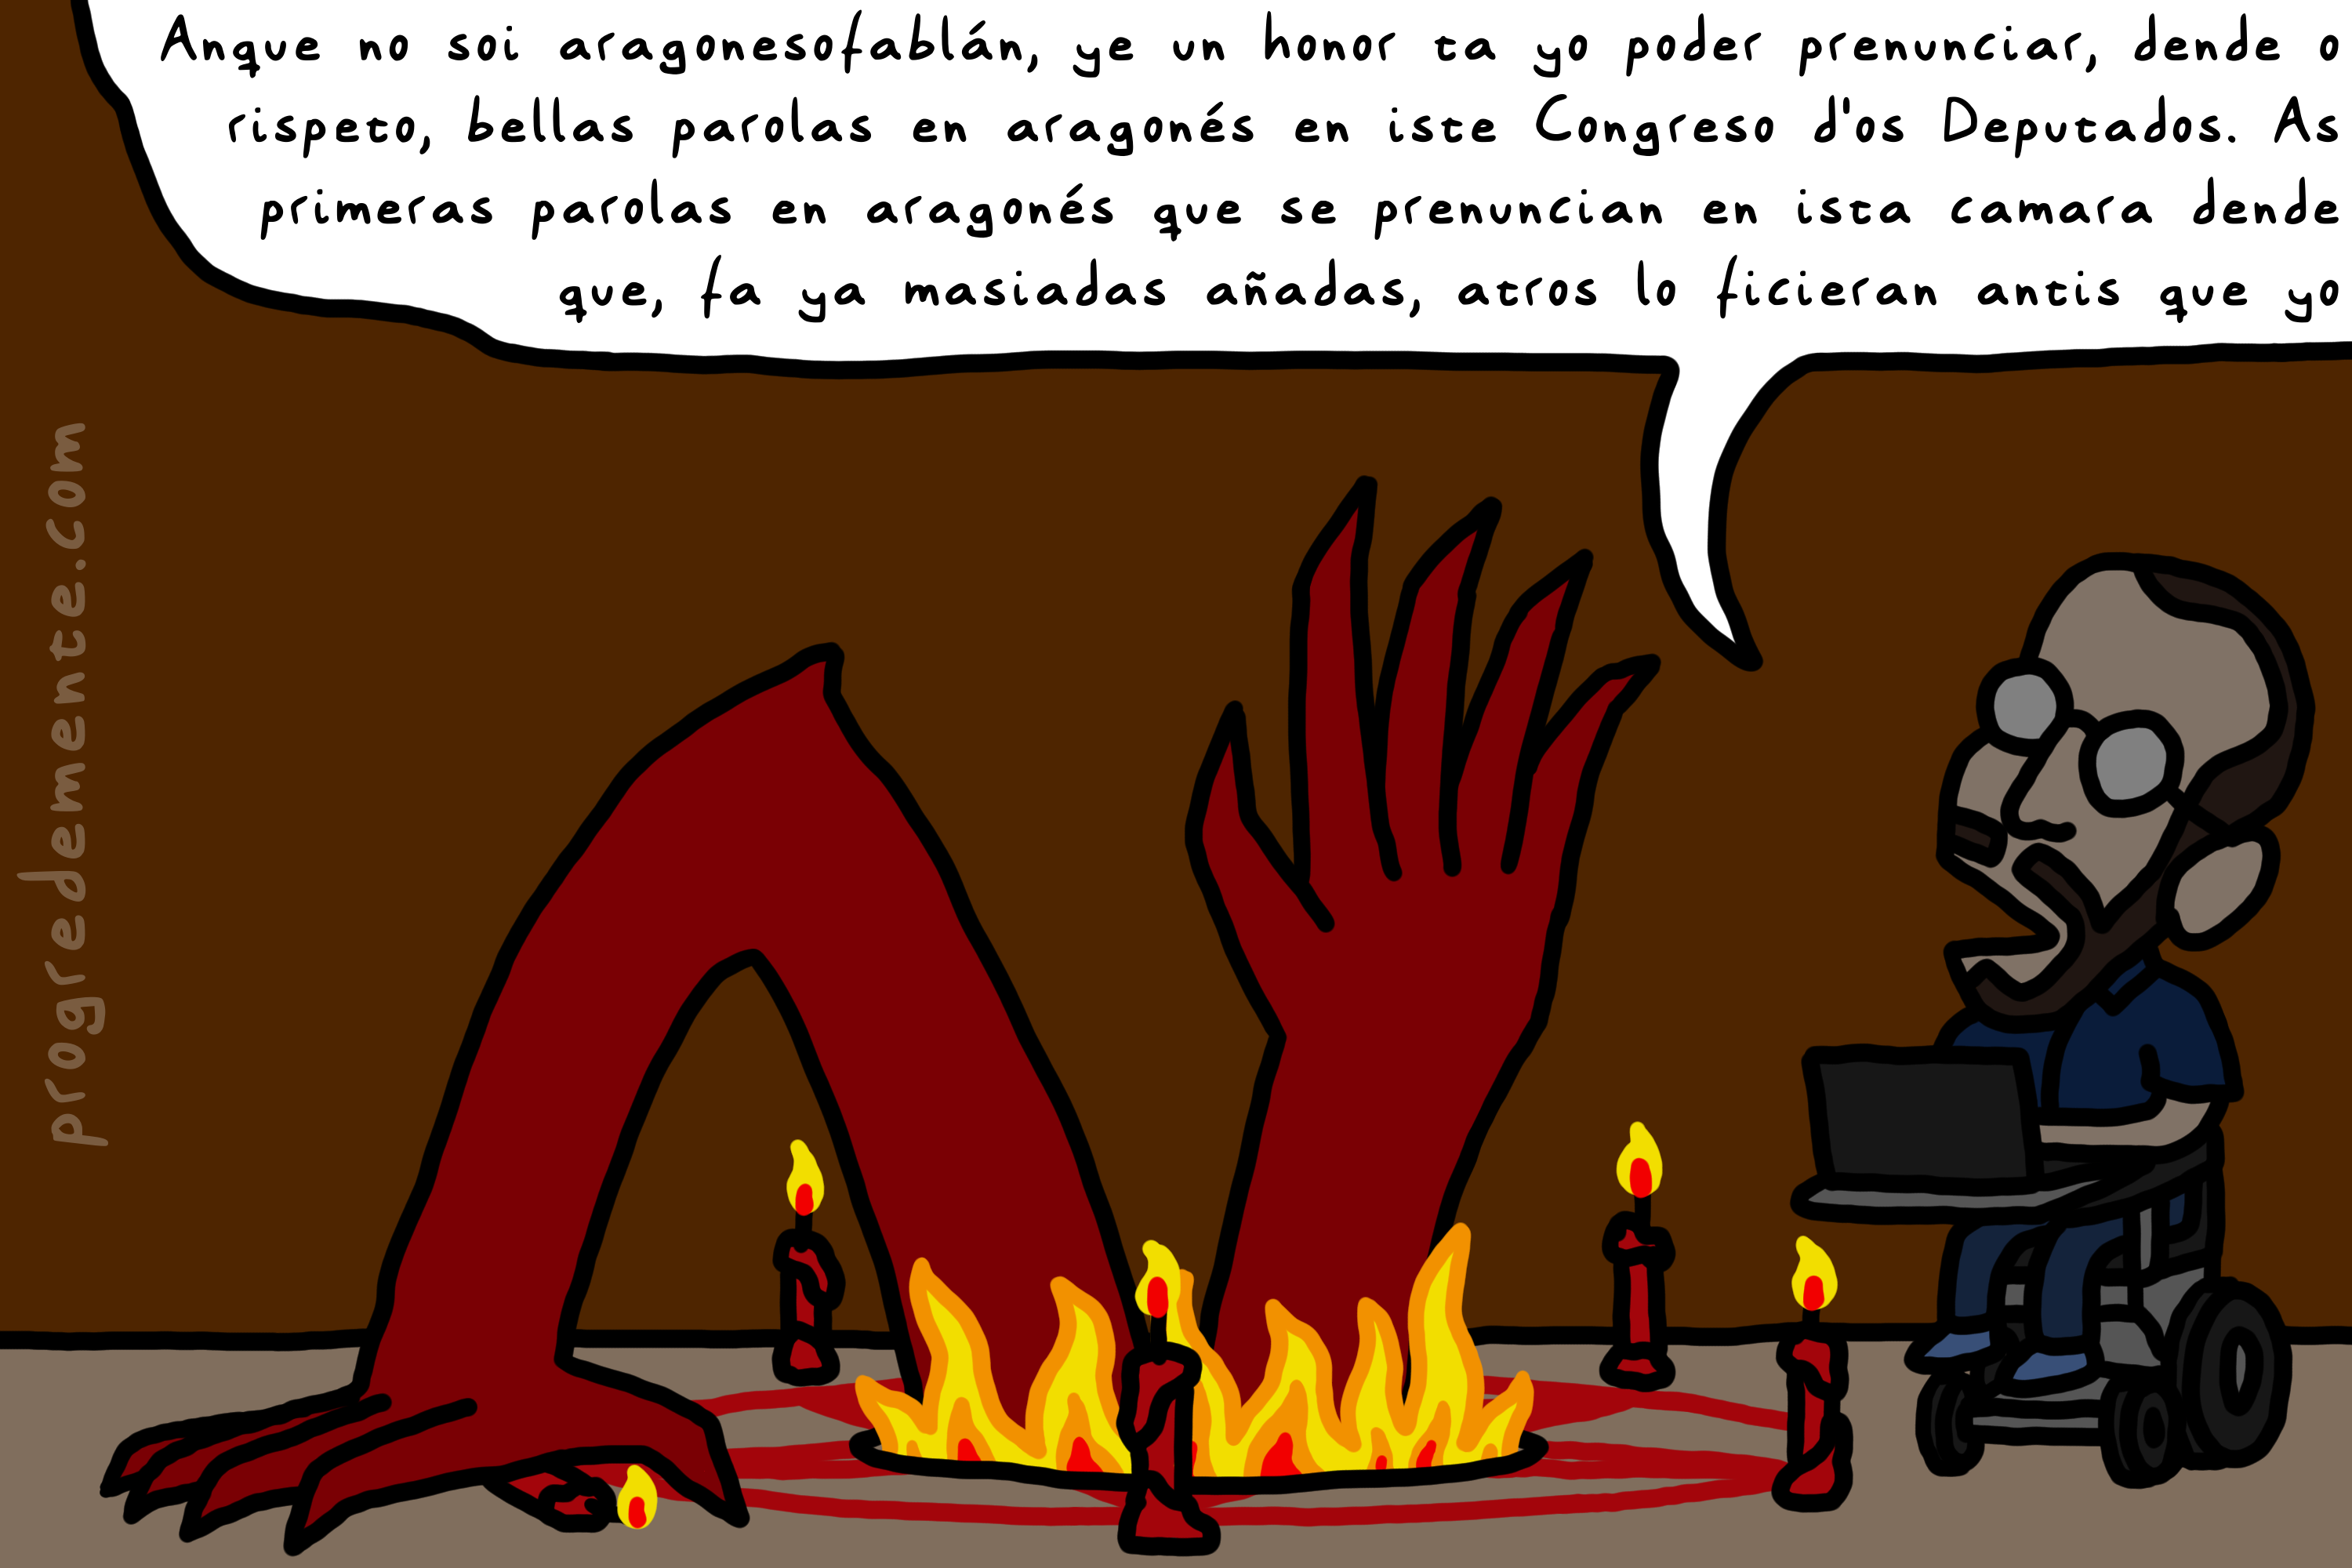 Anque no soi aragonesofablán, ye un honor ta yo poder prenunciar, dende o
rispeto, bellas parolas en aragonés en iste Congreso d'os Deputados. As
primeras parolas en aragonés que se prenuncian en ista camara dende
que, fa ya masiadas añadas, atros lo ficieran antis que yo
progredemente.com